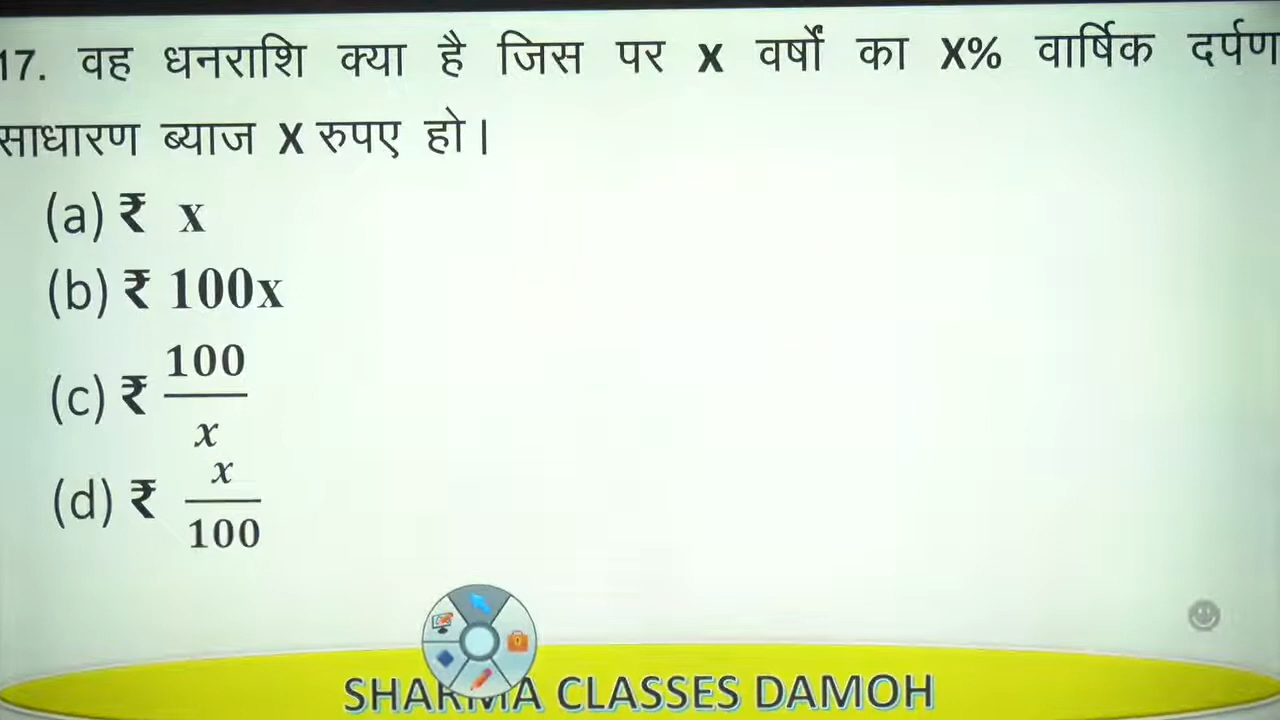 17. वह धनराशि क्या है जिस पर x वर्षों का X% वार्षिक दर्पण
साधारण ब्याज X रुपए हो।
(a) ₹ x
(b) ₹ 100x
(c) ₹ 100/x
(d) ₹ x/100
SHARMA CLASSES DAMOH